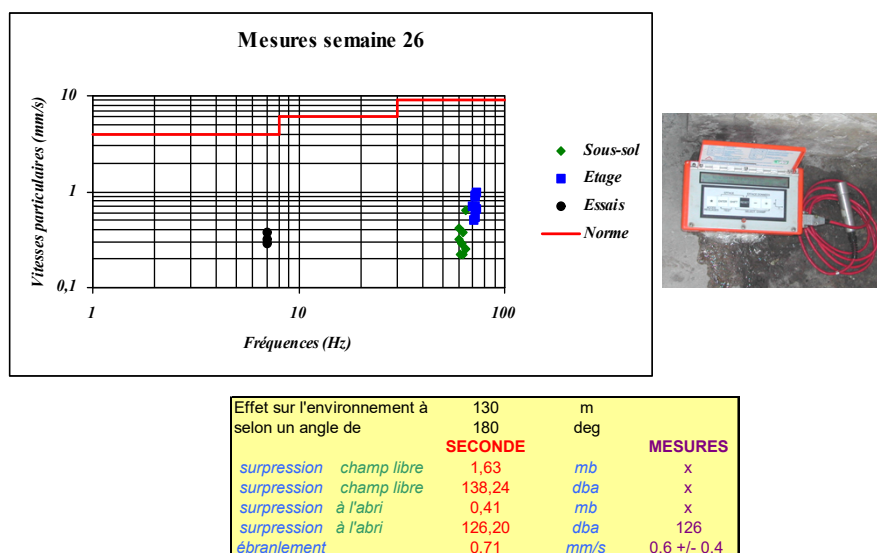 Mesures semaine 26
Vitesses particulaires (mm/s)
10
1
0,1
1
10
100
Fréquences (Hz)
Sous-sol
Etage
Essais
Norme
Effet sur l'environnement à 130 m
selon un angle de 180 deg
SECONDE MESURES
surpression champ libre 1,63 mb x
surpression champ libre 138,24 dba x
surpression à l'abri 0,41 mb x
surpression à l'abri 126,20 dba 126
ébranlement 0,71 mm/s 0,6 +/- 0,4